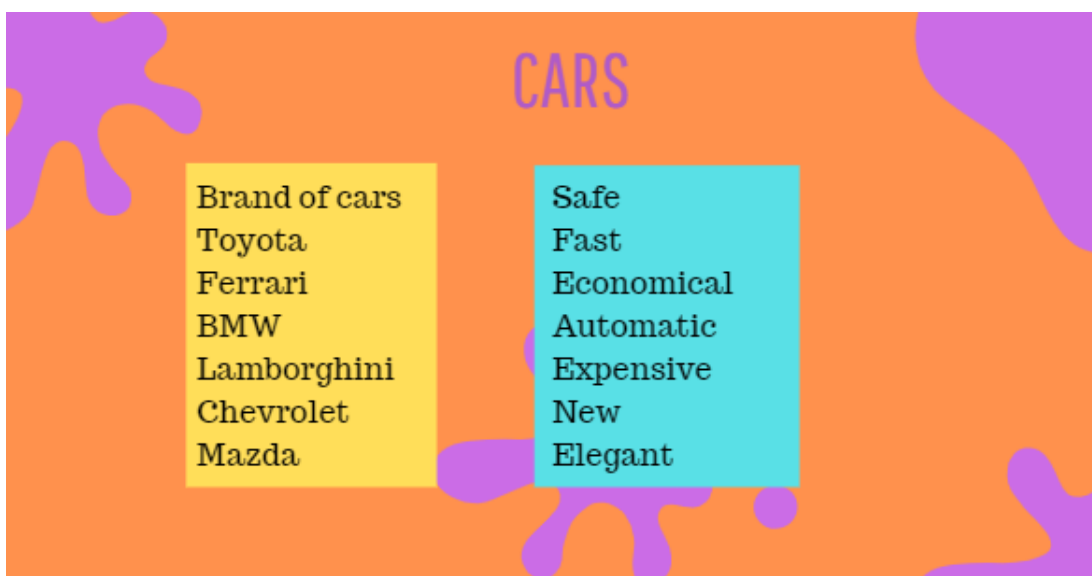 CARS
Brand of cars
Toyota
Ferrari
BMW
Lamborghini
Chevrolet
Mazda
Safe
Fast
Economical
Automatic
Expensive
New
Elegant